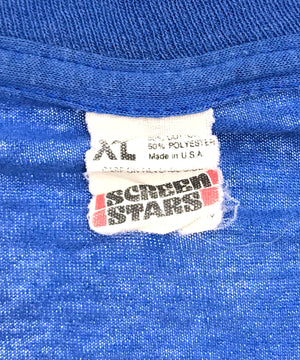 XL
50% POLYESTER
Made in U.S.A.
SCREEN
STARS